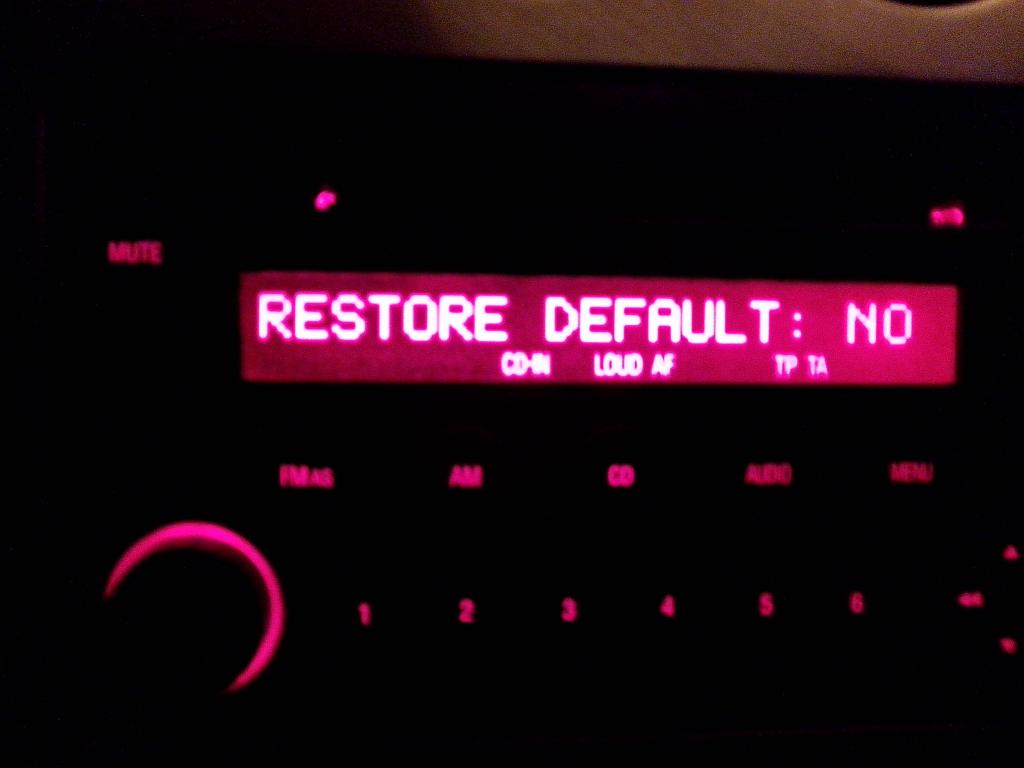 MUTE
RESTORE DEFAULT: NO
CD-IN LOUD AF TP TA
FM AS AM CD AUDIO MENU
1 2 3 4 5 6